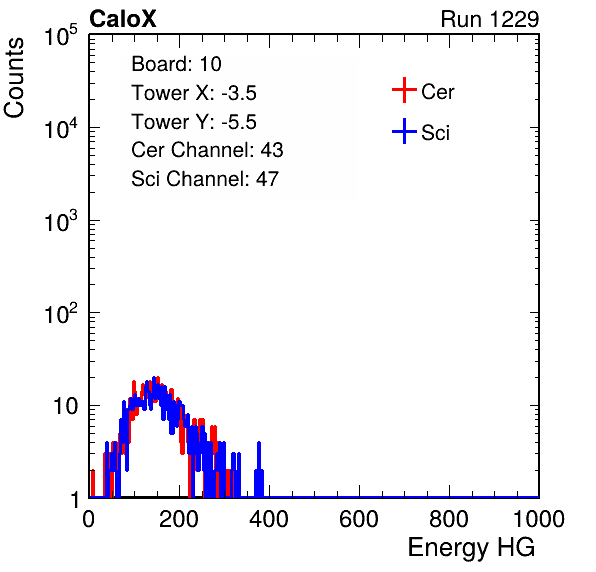 CaloX Run 1229
Counts
10^5
10^4
10^3
10^2
10
1
Board: 10
Tower X: -3.5
Tower Y: -5.5
Cer Channel: 43
Sci Channel: 47
Cer
Sci
0 200 400 600 800 1000
Energy HG